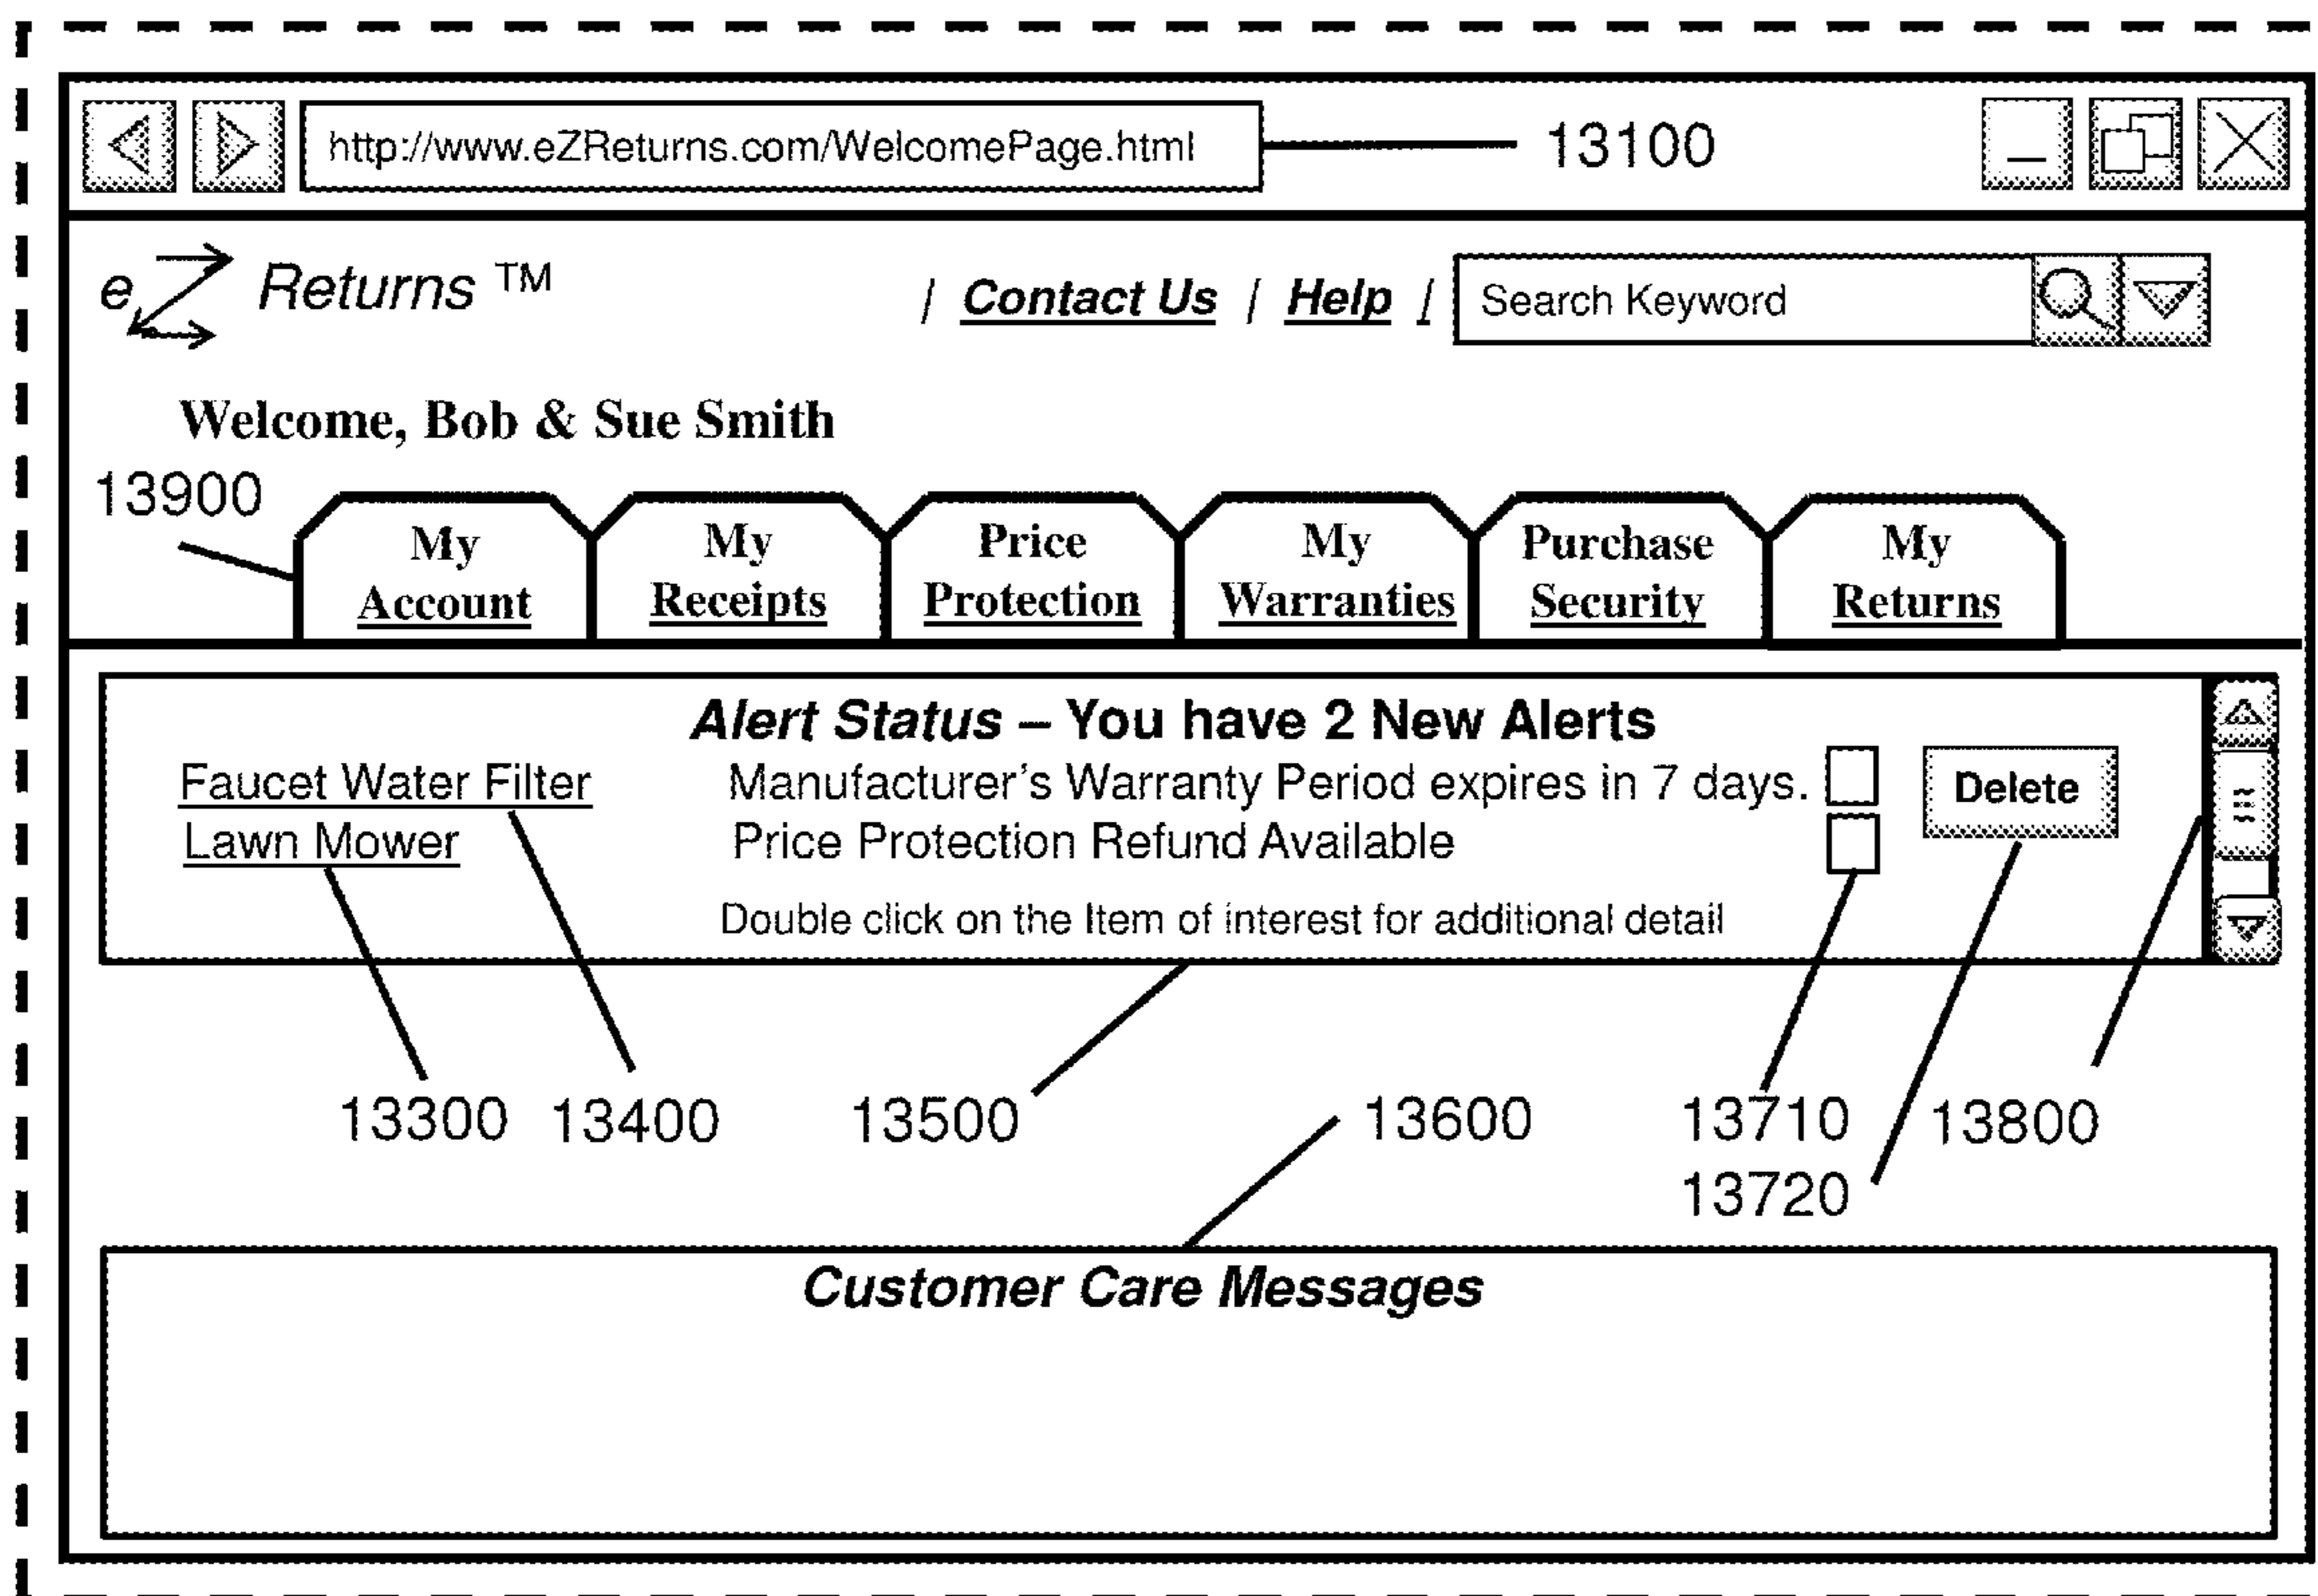 http://www.eZReturns.com/WelcomePage.html 13100
eZ Returns ™ / Contact Us / Help / Search Keyword
Welcome, Bob & Sue Smith
13900
My Account
My Receipts
Price Protection
My Warranties
Purchase Security
My Returns
Alert Status – You have 2 New Alerts
Faucet Water Filter Manufacturer's Warranty Period expires in 7 days. Delete
Lawn Mower Price Protection Refund Available
Double click on the Item of interest for additional detail
13300 13400 13500 13600 13710 13800
13720
Customer Care Messages